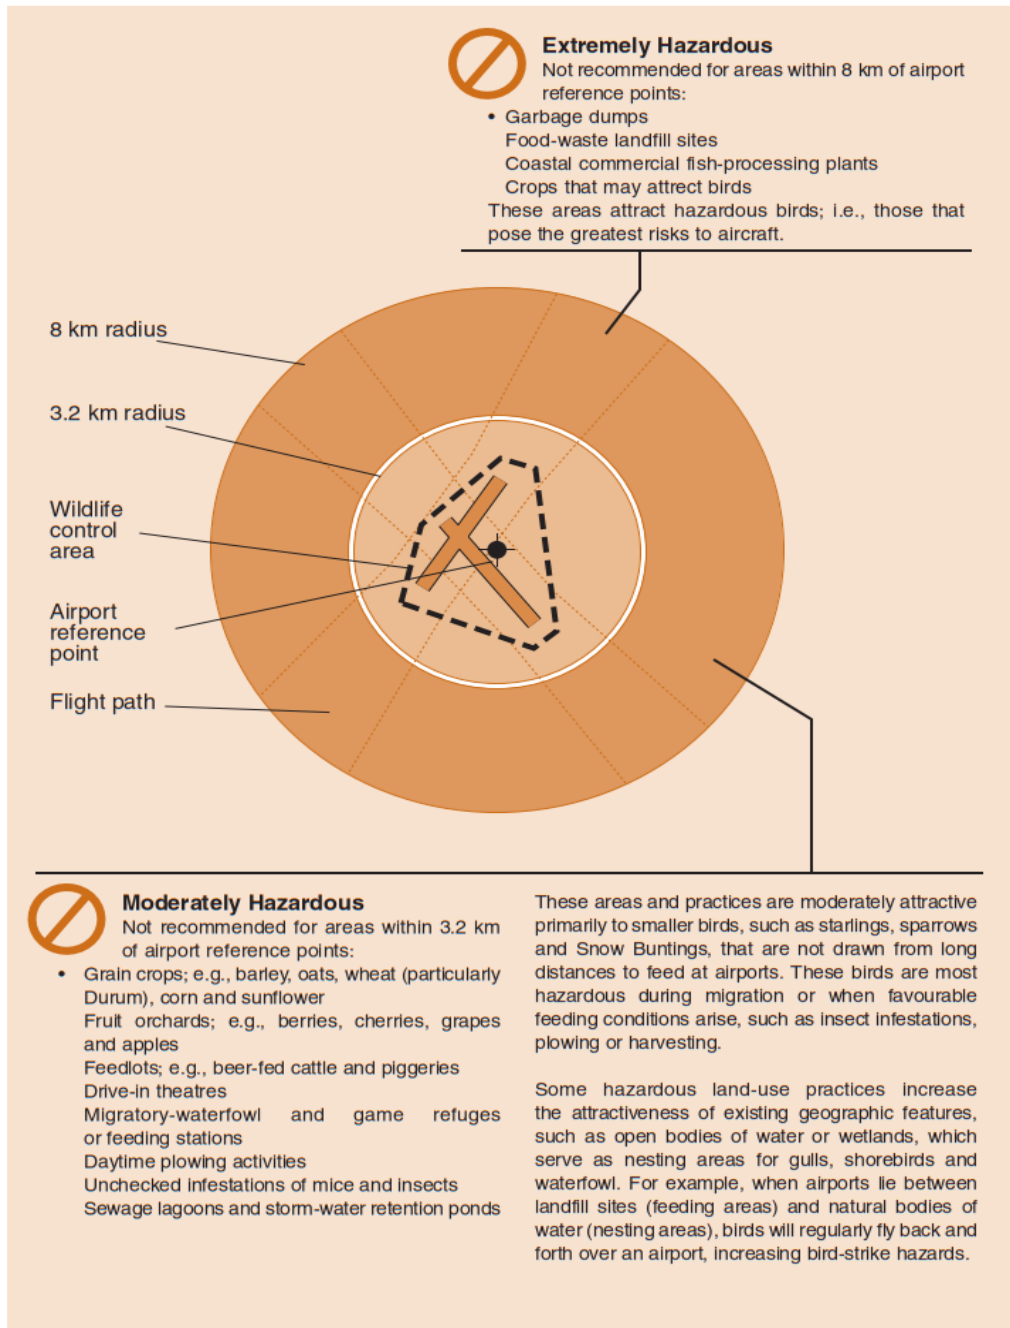 Extremely Hazardous
Not recommended for areas within 8 km of airport
reference points:
• Garbage dumps
Food-waste landfill sites
Coastal commercial fish-processing plants
Crops that may attrect birds
These areas attract hazardous birds; i.e., those that
pose the greatest risks to aircraft.
8 km radius
3.2 km radius
Wildlife
control
area
Airport
reference
point
Flight path
Moderately Hazardous
Not recommended for areas within 3.2 km
of airport reference points:
• Grain crops; e.g., barley, oats, wheat (particularly
Durum), corn and sunflower
Fruit orchards; e.g., berries, cherries, grapes
and apples
Feedlots; e.g., beer-fed cattle and piggeries
Drive-in theatres
Migratory-waterfowl and game refuges
or feeding stations
Daytime plowing activities
Unchecked infestations of mice and insects
Sewage lagoons and storm-water retention ponds
These areas and practices are moderately attractive
primarily to smaller birds, such as starlings, sparrows
and Snow Buntings, that are not drawn from long
distances to feed at airports. These birds are most
hazardous during migration or when favourable
feeding conditions arise, such as insect infestations,
plowing or harvesting.
Some hazardous land-use practices increase
the attractiveness of existing geographic features,
such as open bodies of water or wetlands, which
serve as nesting areas for gulls, shorebirds and
waterfowl. For example, when airports lie between
landfill sites (feeding areas) and natural bodies of
water (nesting areas), birds will regularly fly back and
forth over an airport, increasing bird-strike hazards.